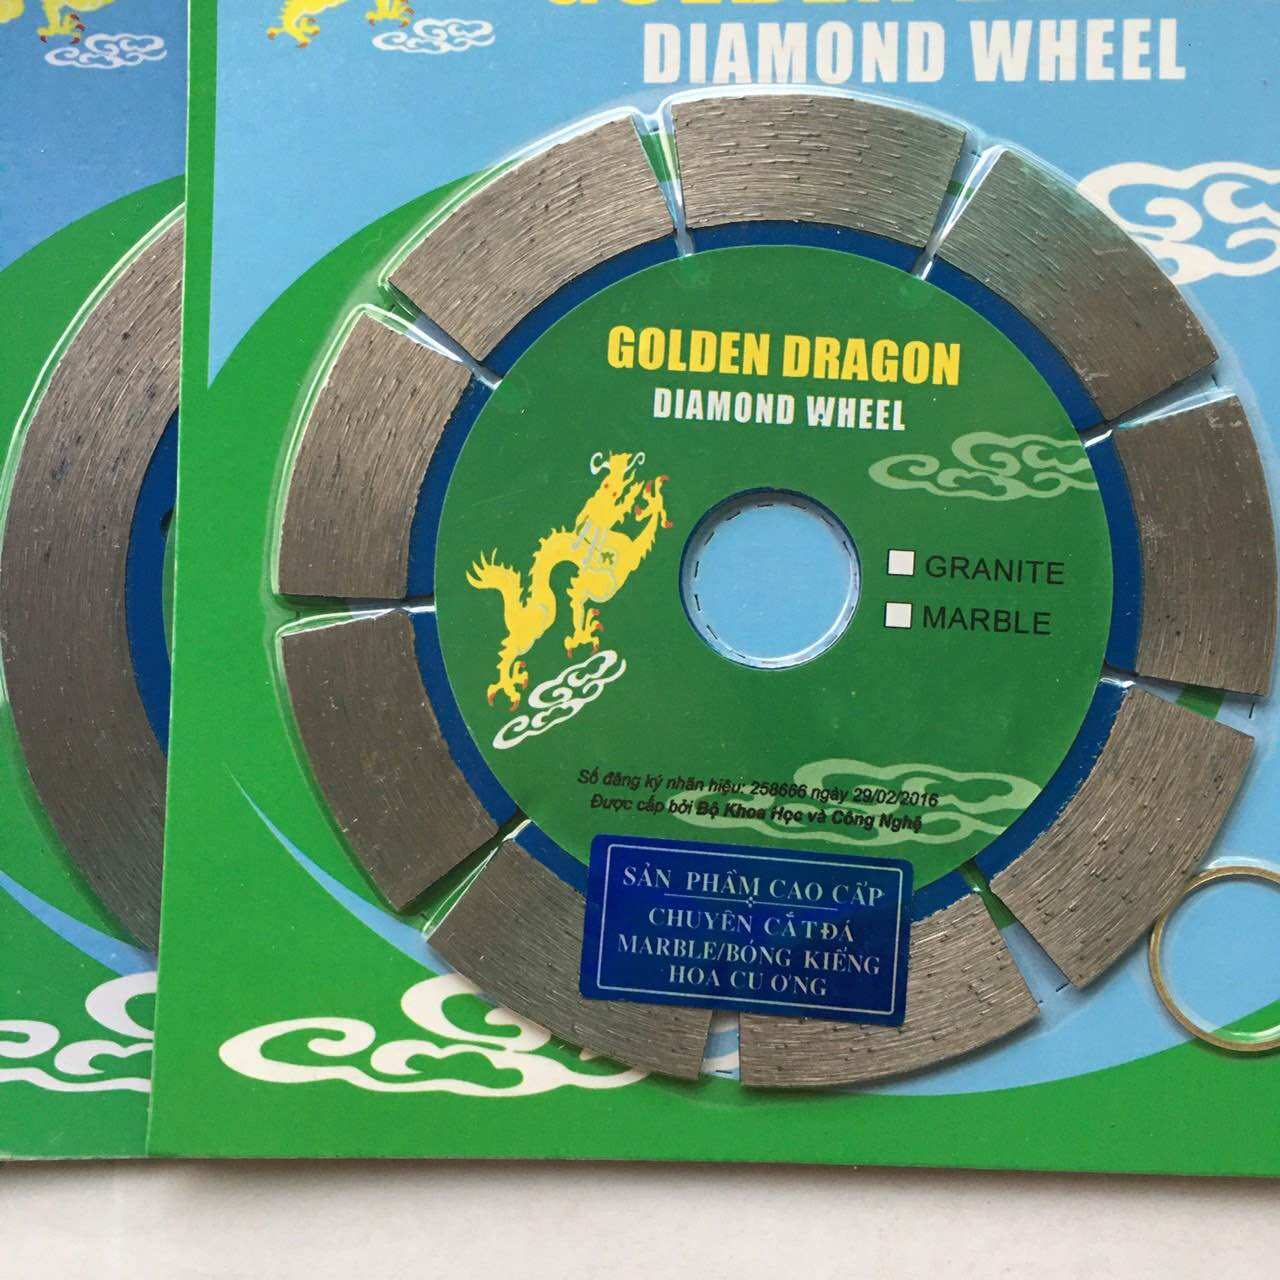 DIAMOND WHEEL
GOLDEN DRAGON
DIAMOND WHEEL
GRANITE
MARBLE
Số đăng ký nhãn hiệu: 258666 ngày 29/02/2016
Được cấp bởi Bộ Khoa Học và Công Nghệ
SẢN PHẨM CAO CẤP
CHUYÊN CẮT ĐÁ
MARBLE/BÓNG KIẾNG
HOA CƯƠNG